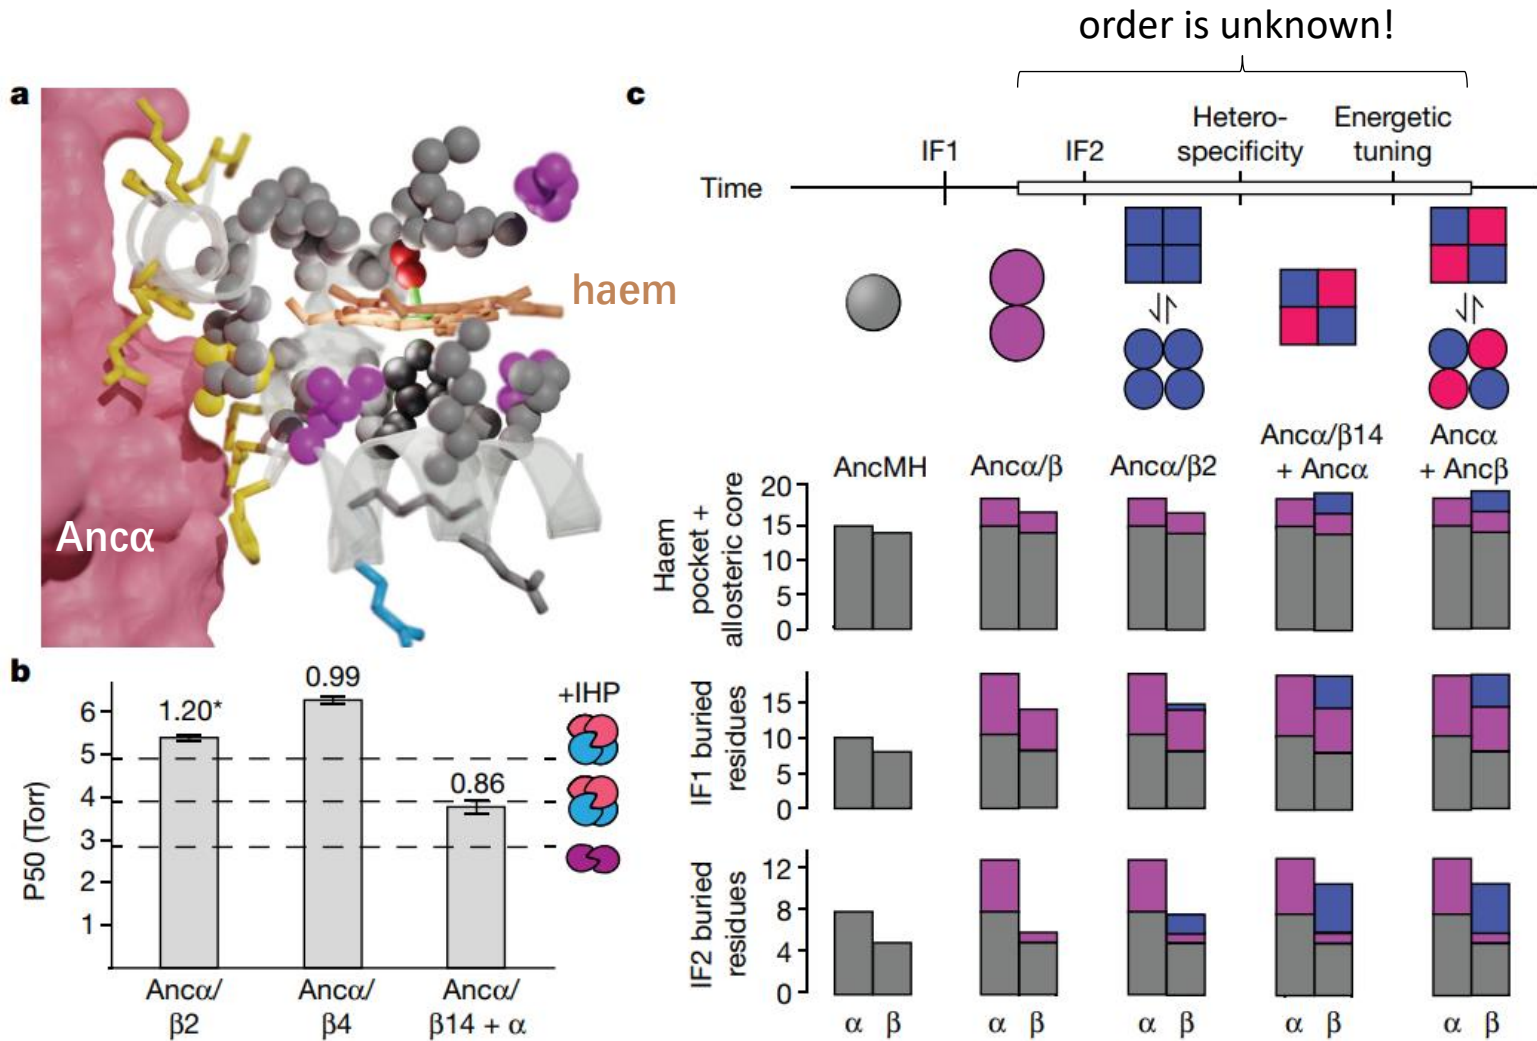 order is unknown!
a
haem
Ancα
c
Time
IF1
IF2
Hetero-
specificity
Energetic
tuning
AncMH
Ancα/β
Ancα/β2
Ancα/β14
+ Ancα
Ancα
+ Ancβ
Haem
pocket +
allosteric core
20
15
10
5
0
IF1 buried
residues
15
10
5
0
IF2 buried
residues
12
8
4
0
α β
α β
α β
α β
α β
b
P50 (Torr)
6
5
4
3
2
1
1.20*
0.99
0.86
+IHP
Ancα/
β2
Ancα/
β4
Ancα/
β14 + α